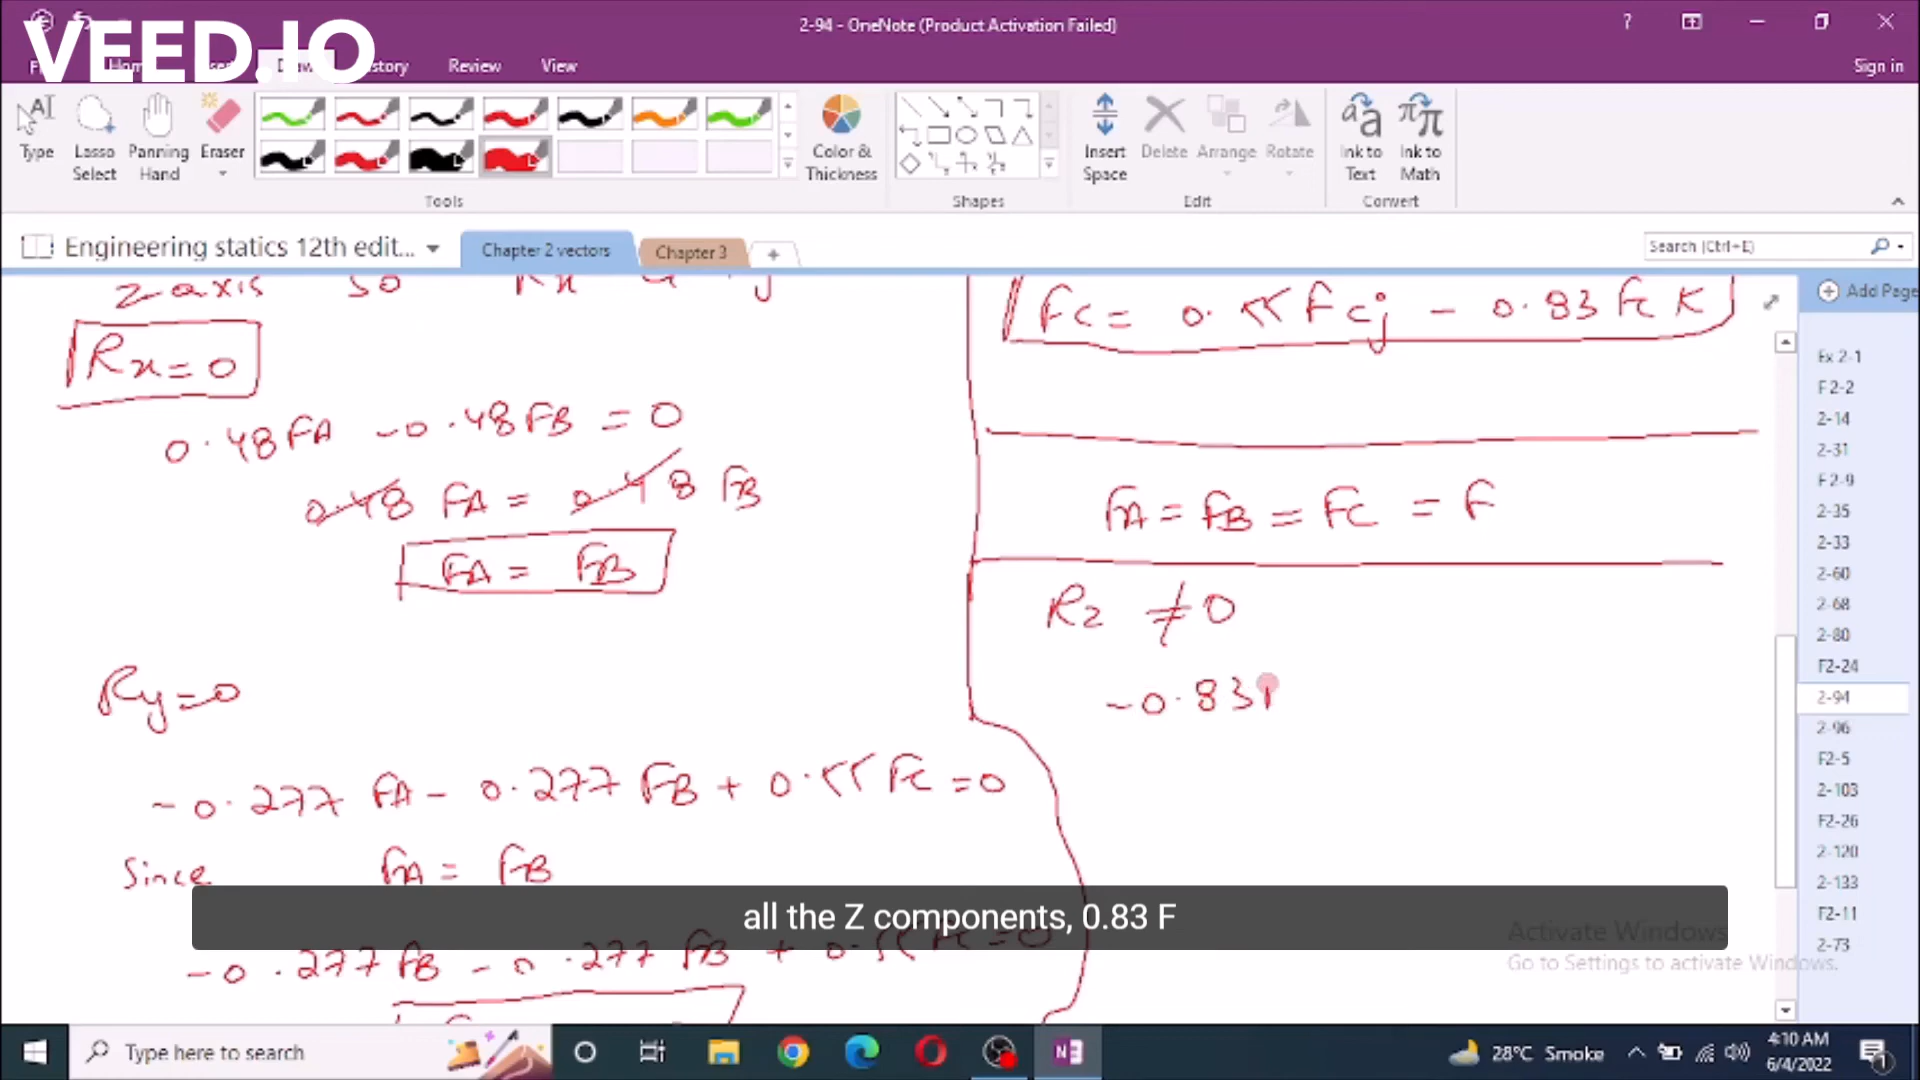 VEED.IO
2-94 - OneNote (Product Activation Failed)
Review View
Sign in
Type Lasso Select Panning Hand Eraser
Color & Thickness
Insert Space Delete Arrange Rotate
Ink to Text Ink to Math
Tools Shapes Edit Convert
Engineering statics 12th edit... Chapter 2 vectors Chapter 3
Search (Ctrl+E)
Add Page
z-axis so Rx
Rx=0
0.48FA -0.48FB = 0
0.48 FA = 0.48 FB
FA = FB
Ry=0
-0.277 FA - 0.277 FB + 0.55 FC = 0
Since FA = FB
-0.277 FB - 0.277 FB + 0.55 FC = 0
FC = 0.55 FCj - 0.83 FC K
FA = FB = FC = F
Rz ≠ 0
-0.83
Ex 2-1
F 2-2
2-14
2-31
F 2-9
2-35
2-33
2-60
2-68
2-80
F2-24
2-94
2-96
F2-5
2-103
F2-26
2-120
2-133
F2-11
2-73
all the Z components, 0.83 F
Activate Windows
Go to Settings to activate Windows.
Type here to search
28°C Smoke
4:10 AM
6/4/2022